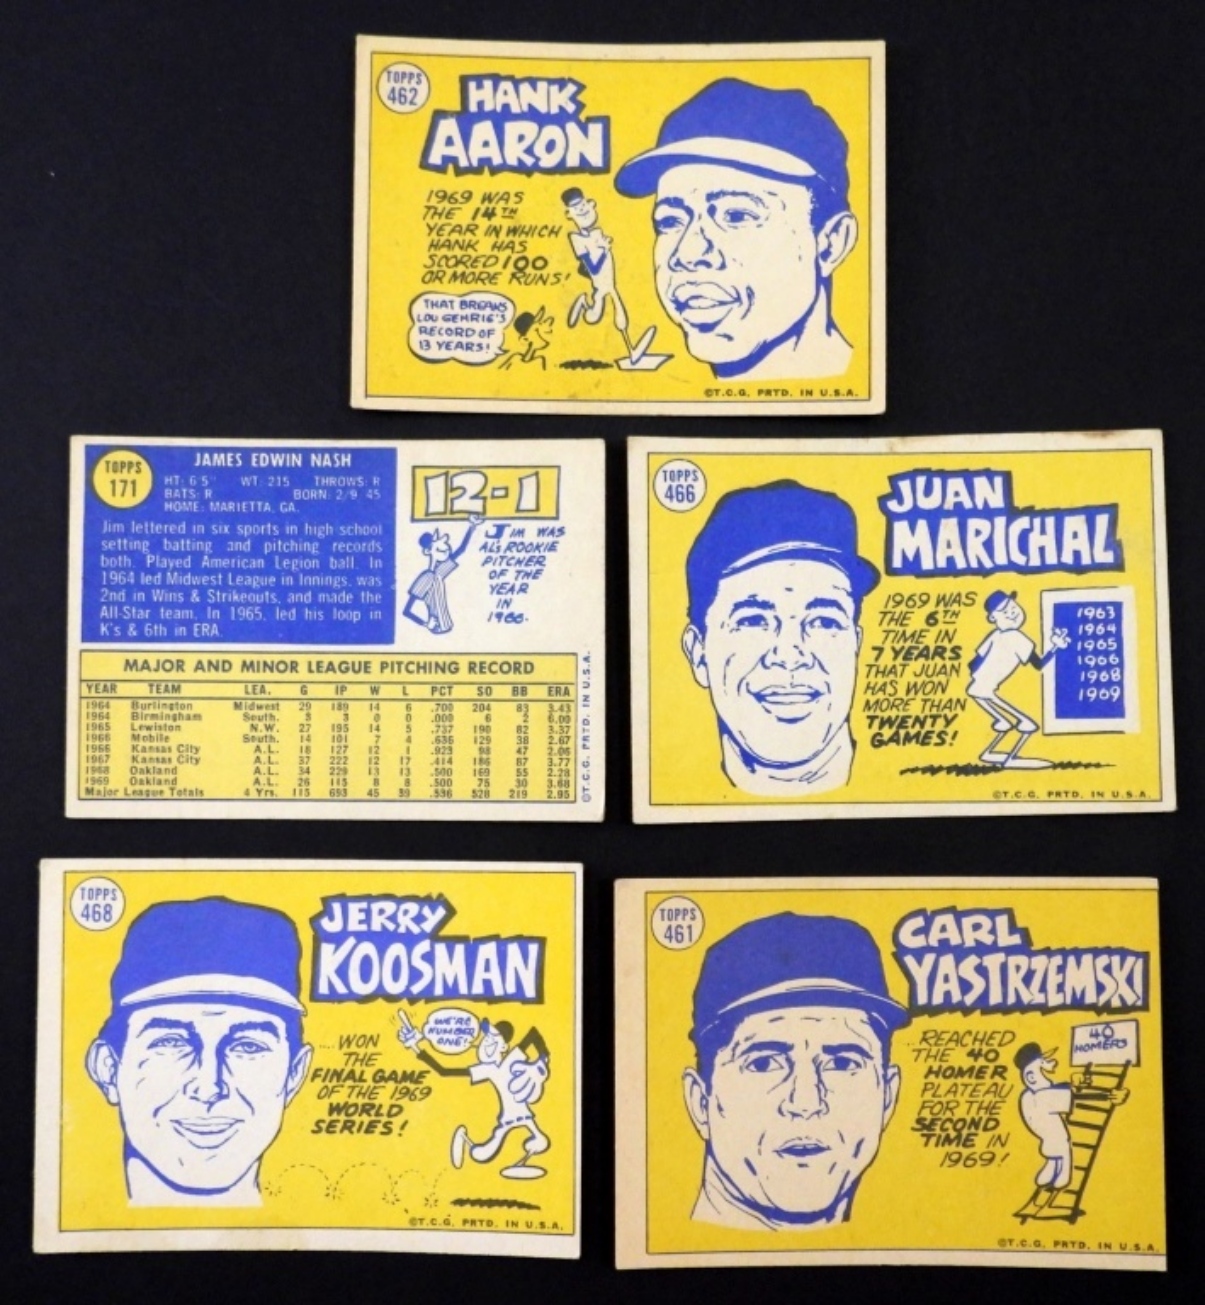 TOPPS
462
HANK
AARON
1969 WAS
THE 14TH
YEAR IN WHICH
HANK HAS
SCORED 100
OR MORE RUNS!
THAT BREAKS
LOU GEHRIG'S
RECORD OF
13 YEARS!
©T.C.G. PRTD. IN U.S.A.
TOPPS
171
JAMES EDWIN NASH
HT: 6 5" WT: 215 THROWS: R
BATS: R BORN: 2/9 45
HOME: MARIETTA, GA.
Jim lettered in six sports in high school
setting batting and pitching records
both. Played American Legion ball. In
1964 led Midwest League in Innings, was
2nd in Wins & Strikeouts, and made the
All-Star team. In 1965, led his loop in
K's & 6th in ERA.
12-1
JIM WAS
AL'S ROOKIE
PITCHER
OF THE
YEAR
IN
1966.
MAJOR AND MINOR LEAGUE PITCHING RECORD
YEAR TEAM LEA. G IP W L PCT SO BB ERA
1964 Burlington Midwest 29 189 14 6 .700 204 83 3.43
1964 Birmingham South. 3 3 0 0 .000 6 2 6.00
1965 Lewiston N.W. 27 195 14 5 .737 190 82 3.37
1966 Mobile South. 14 101 7 4 .636 129 38 2.67
1966 Kansas City A.L. 18 127 12 1 .923 98 47 2.06
1967 Kansas City A.L. 37 222 12 17 .414 186 87 3.77
1968 Oakland A.L. 34 229 13 13 .500 169 55 2.28
1969 Oakland A.L. 26 115 8 8 .500 75 30 3.68
Major League Totals 4 Yrs. 115 693 45 39 .536 528 219 2.95
©T.C.G. PRTD. IN U.S.A.
TOPPS
466
JUAN
MARICHAL
1969 WAS
THE 6TH
TIME IN
7 YEARS
THAT JUAN
HAS WON
MORE THAN
TWENTY
GAMES!
1963
1964
1965
1966
1968
1969
©T.C.G. PRTD. IN U.S.A.
TOPPS
468
JERRY
KOOSMAN
...WON
THE
FINAL GAME
OF THE 1969
WORLD
SERIES!
WE'RE
NUMBER
ONE!
©T.C.G. PRTD. IN U.S.A.
TOPPS
461
CARL
YASTRZEMSKI
...REACHED
THE 40
HOMER
PLATEAU
FOR THE
SECOND
TIME IN
1969!
40
HOMERS
©T.C.G. PRTD. IN U.S.A.